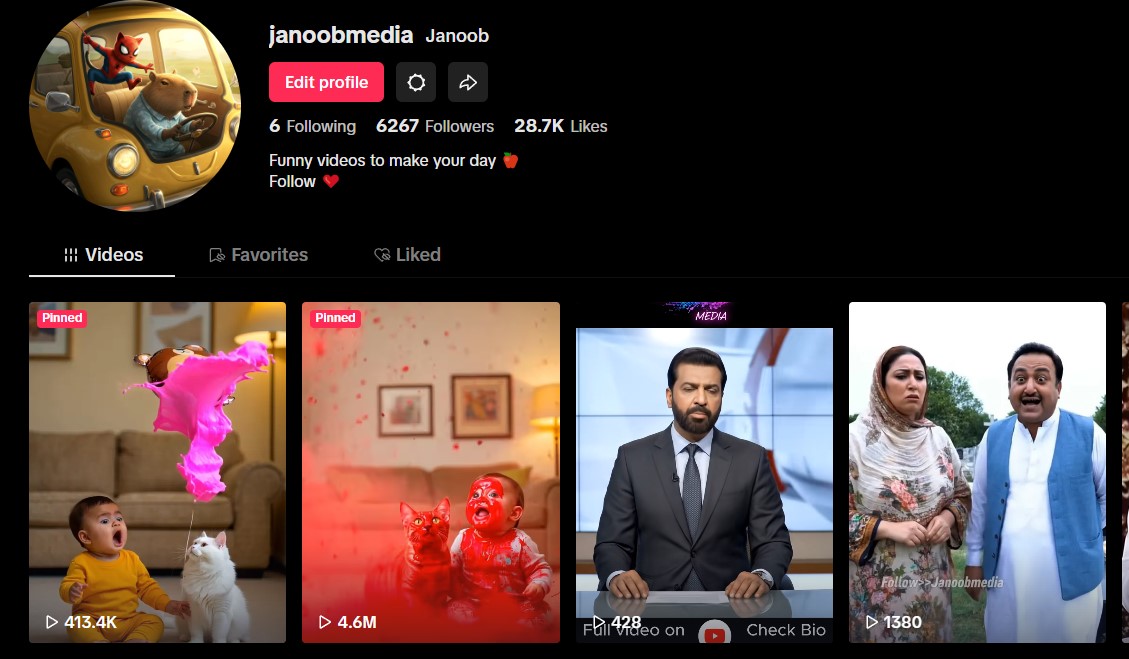 janoobmedia Janoob
Edit profile
6 Following 6267 Followers 28.7K Likes
Funny videos to make your day
Follow
Videos Favorites Liked
Pinned
413.4K
Pinned
4.6M
MEDIA
428
Full Video on Check Bio
Follow>>Janoobmedia
1380